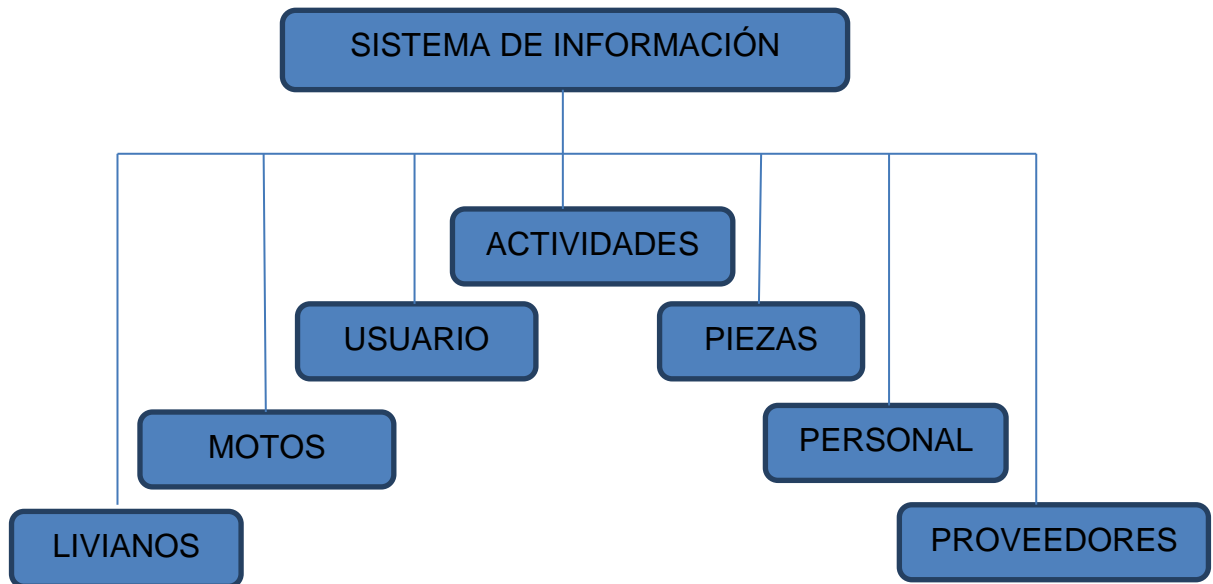 SISTEMA DE INFORMACIÓN
ACTIVIDADES
USUARIO
PIEZAS
MOTOS
PERSONAL
LIVIANOS
PROVEEDORES